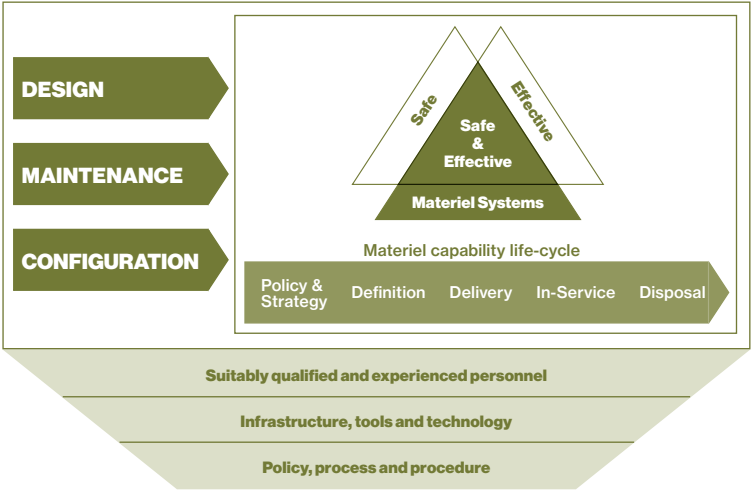 DESIGN
MAINTENANCE
CONFIGURATION
Safe
Effective
Safe
&
Effective
Materiel Systems
Materiel capability life-cycle
Policy &
Strategy
Definition
Delivery
In-Service
Disposal
Suitably qualified and experienced personnel
Infrastructure, tools and technology
Policy, process and procedure